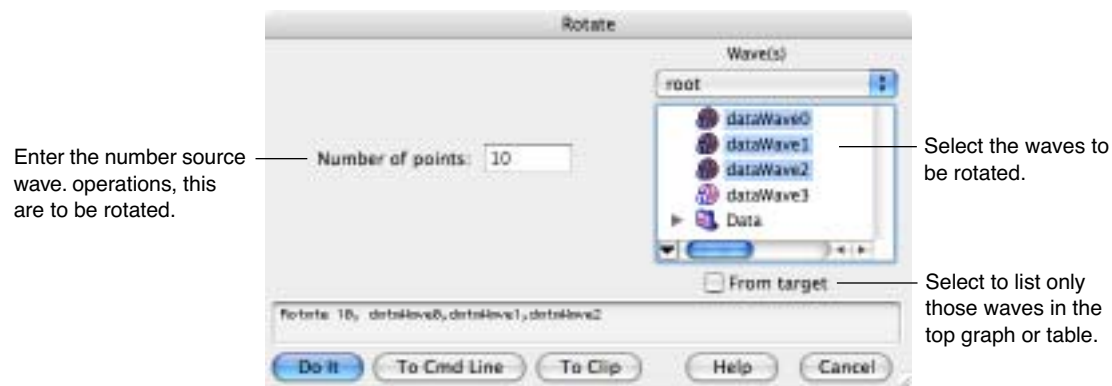 Rotate
Wave(s)
root
dataWave0
dataWave1
dataWave2
dataWave3
Data
Number of points: 10
Enter the number source
wave. operations, this
are to be rotated.
Select the waves to
be rotated.
From target
Select to list only
those waves in the
top graph or table.
Rotate 10, dataWave0,dataWave1,dataWave2
Do It
To Cmd Line
To Clip
Help
Cancel